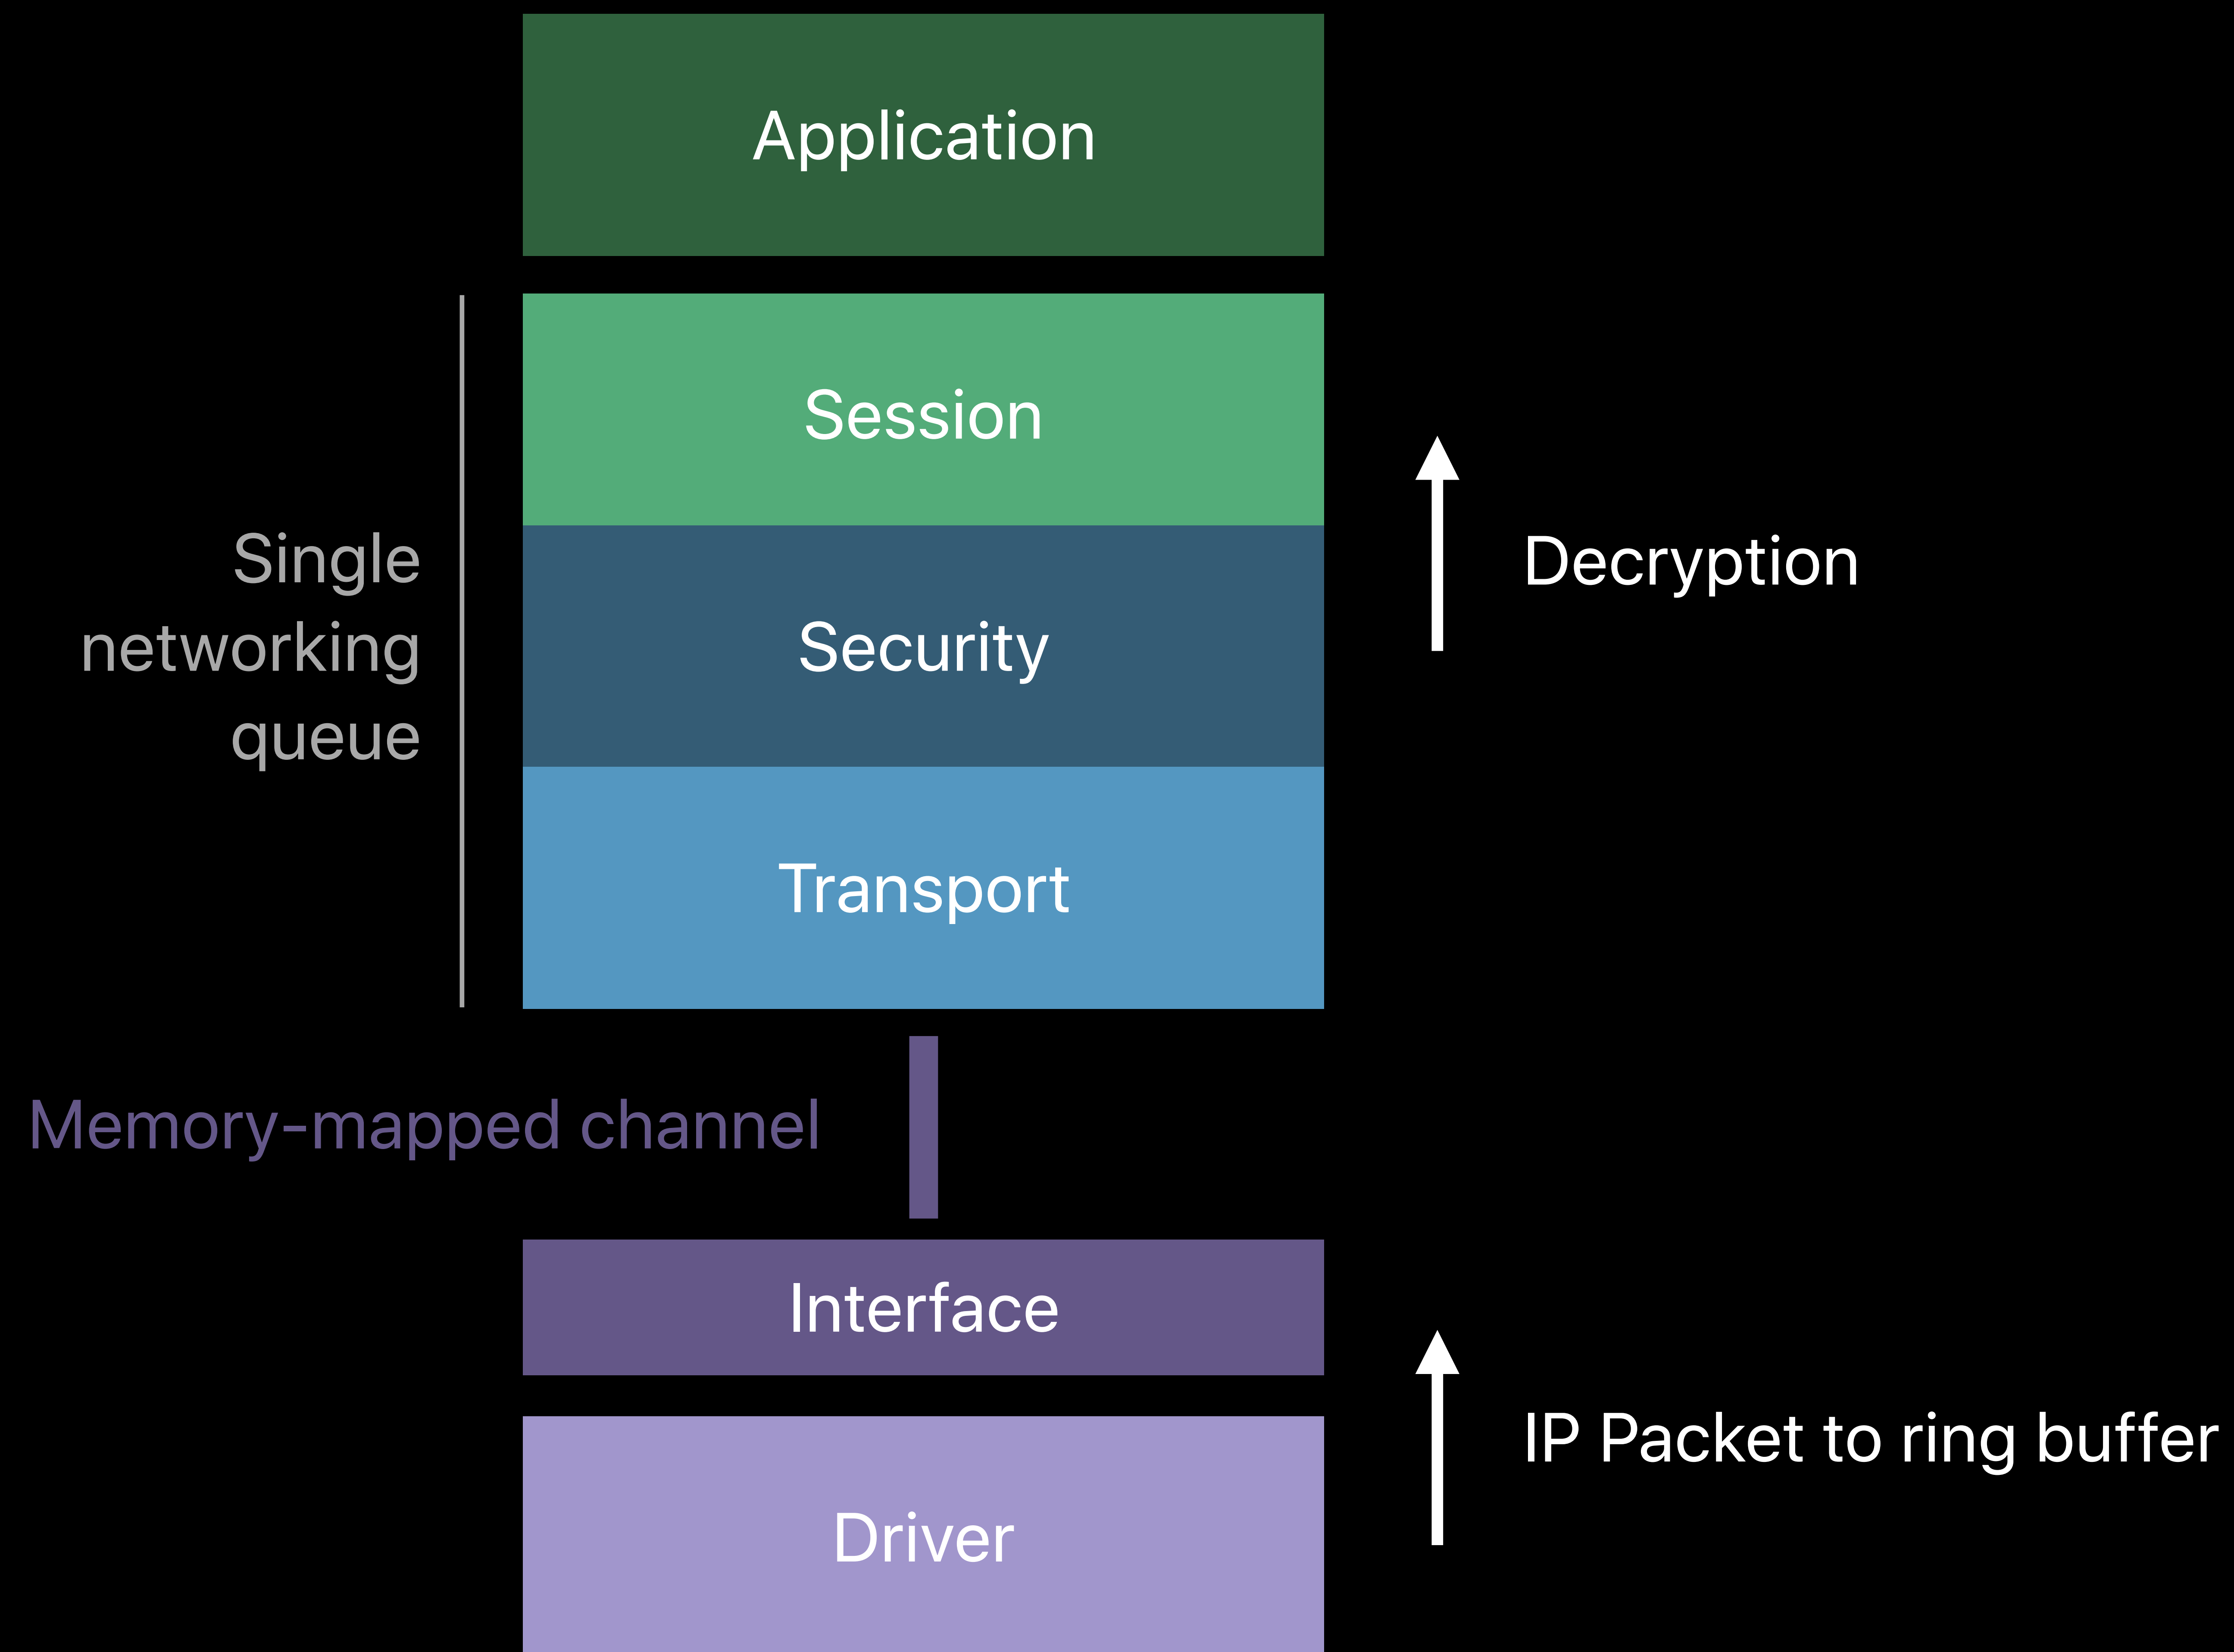 Application
Session
Single
networking
queue
Decryption
Security
Transport
Memory-mapped channel
Interface
IP Packet to ring buffer
Driver